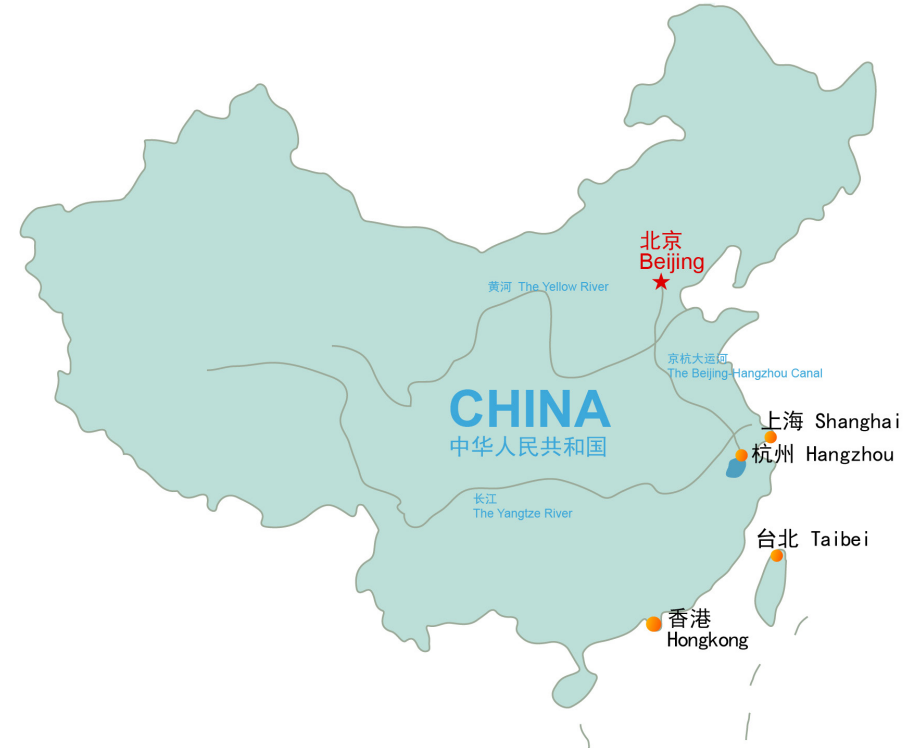 北京
Beijing
黄河 The Yellow River
京杭大运河
The Beijing-Hangzhou Canal
CHINA
中华人民共和国
上海 Shanghai
杭州 Hangzhou
长江
The Yangtze River
台北 Taibei
香港
Hongkong